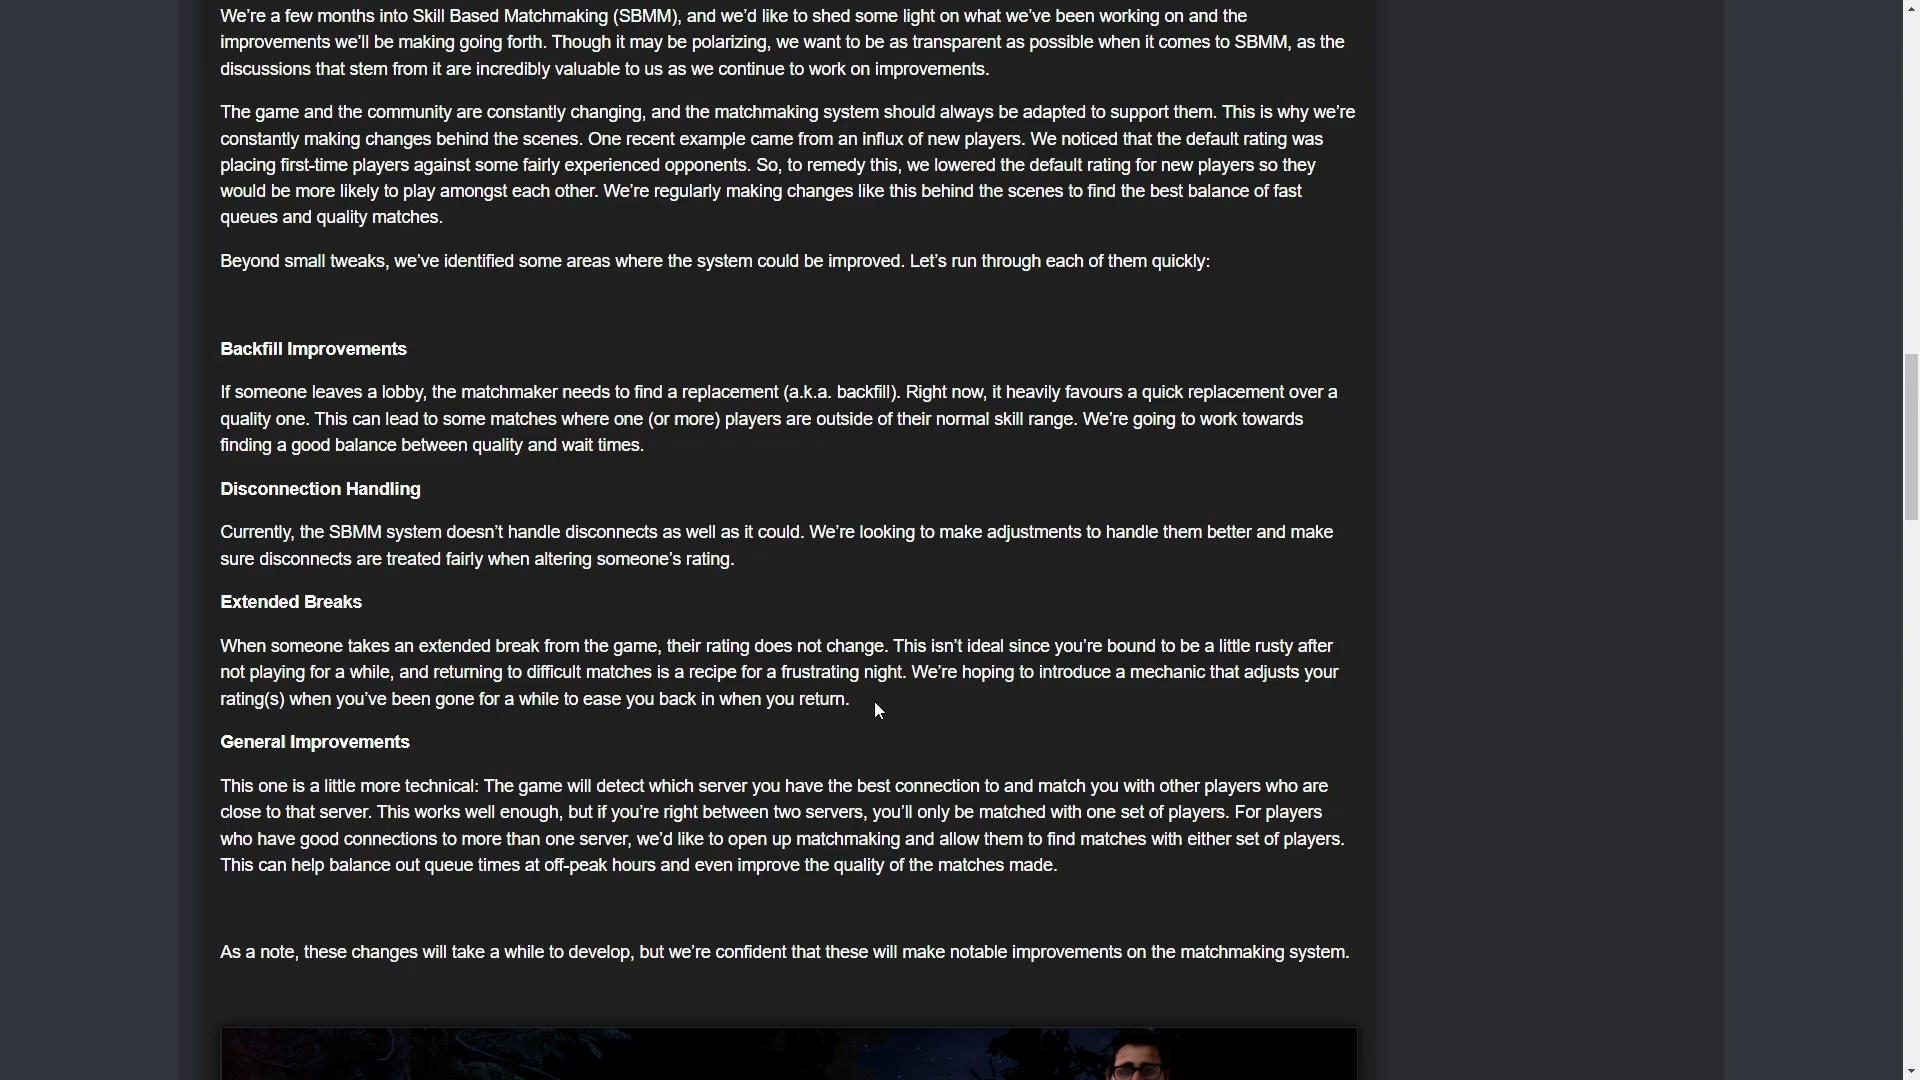 We're a few months into Skill Based Matchmaking (SBMM), and we'd like to shed some light on what we've been working on and the
improvements we'll be making going forth. Though it may be polarizing, we want to be as transparent as possible when it comes to SBMM, as the
discussions that stem from it are incredibly valuable to us as we continue to work on improvements.
The game and the community are constantly changing, and the matchmaking system should always be adapted to support them. This is why we're
constantly making changes behind the scenes. One recent example came from an influx of new players. We noticed that the default rating was
placing first-time players against some fairly experienced opponents. So, to remedy this, we lowered the default rating for new players so they
would be more likely to play amongst each other. We're regularly making changes like this behind the scenes to find the best balance of fast
queues and quality matches.
Beyond small tweaks, we've identified some areas where the system could be improved. Let's run through each of them quickly:
Backfill Improvements
If someone leaves a lobby, the matchmaker needs to find a replacement (a.k.a. backfill). Right now, it heavily favours a quick replacement over a
quality one. This can lead to some matches where one (or more) players are outside of their normal skill range. We're going to work towards
finding a good balance between quality and wait times.
Disconnection Handling
Currently, the SBMM system doesn't handle disconnects as well as it could. We're looking to make adjustments to handle them better and make
sure disconnects are treated fairly when altering someone's rating.
Extended Breaks
When someone takes an extended break from the game, their rating does not change. This isn't ideal since you're bound to be a little rusty after
not playing for a while, and returning to difficult matches is a recipe for a frustrating night. We're hoping to introduce a mechanic that adjusts your
rating(s) when you've been gone for a while to ease you back in when you return.
General Improvements
This one is a little more technical: The game will detect which server you have the best connection to and match you with other players who are
close to that server. This works well enough, but if you're right between two servers, you'll only be matched with one set of players. For players
who have good connections to more than one server, we'd like to open up matchmaking and allow them to find matches with either set of players.
This can help balance out queue times at off-peak hours and even improve the quality of the matches made.
As a note, these changes will take a while to develop, but we're confident that these will make notable improvements on the matchmaking system.